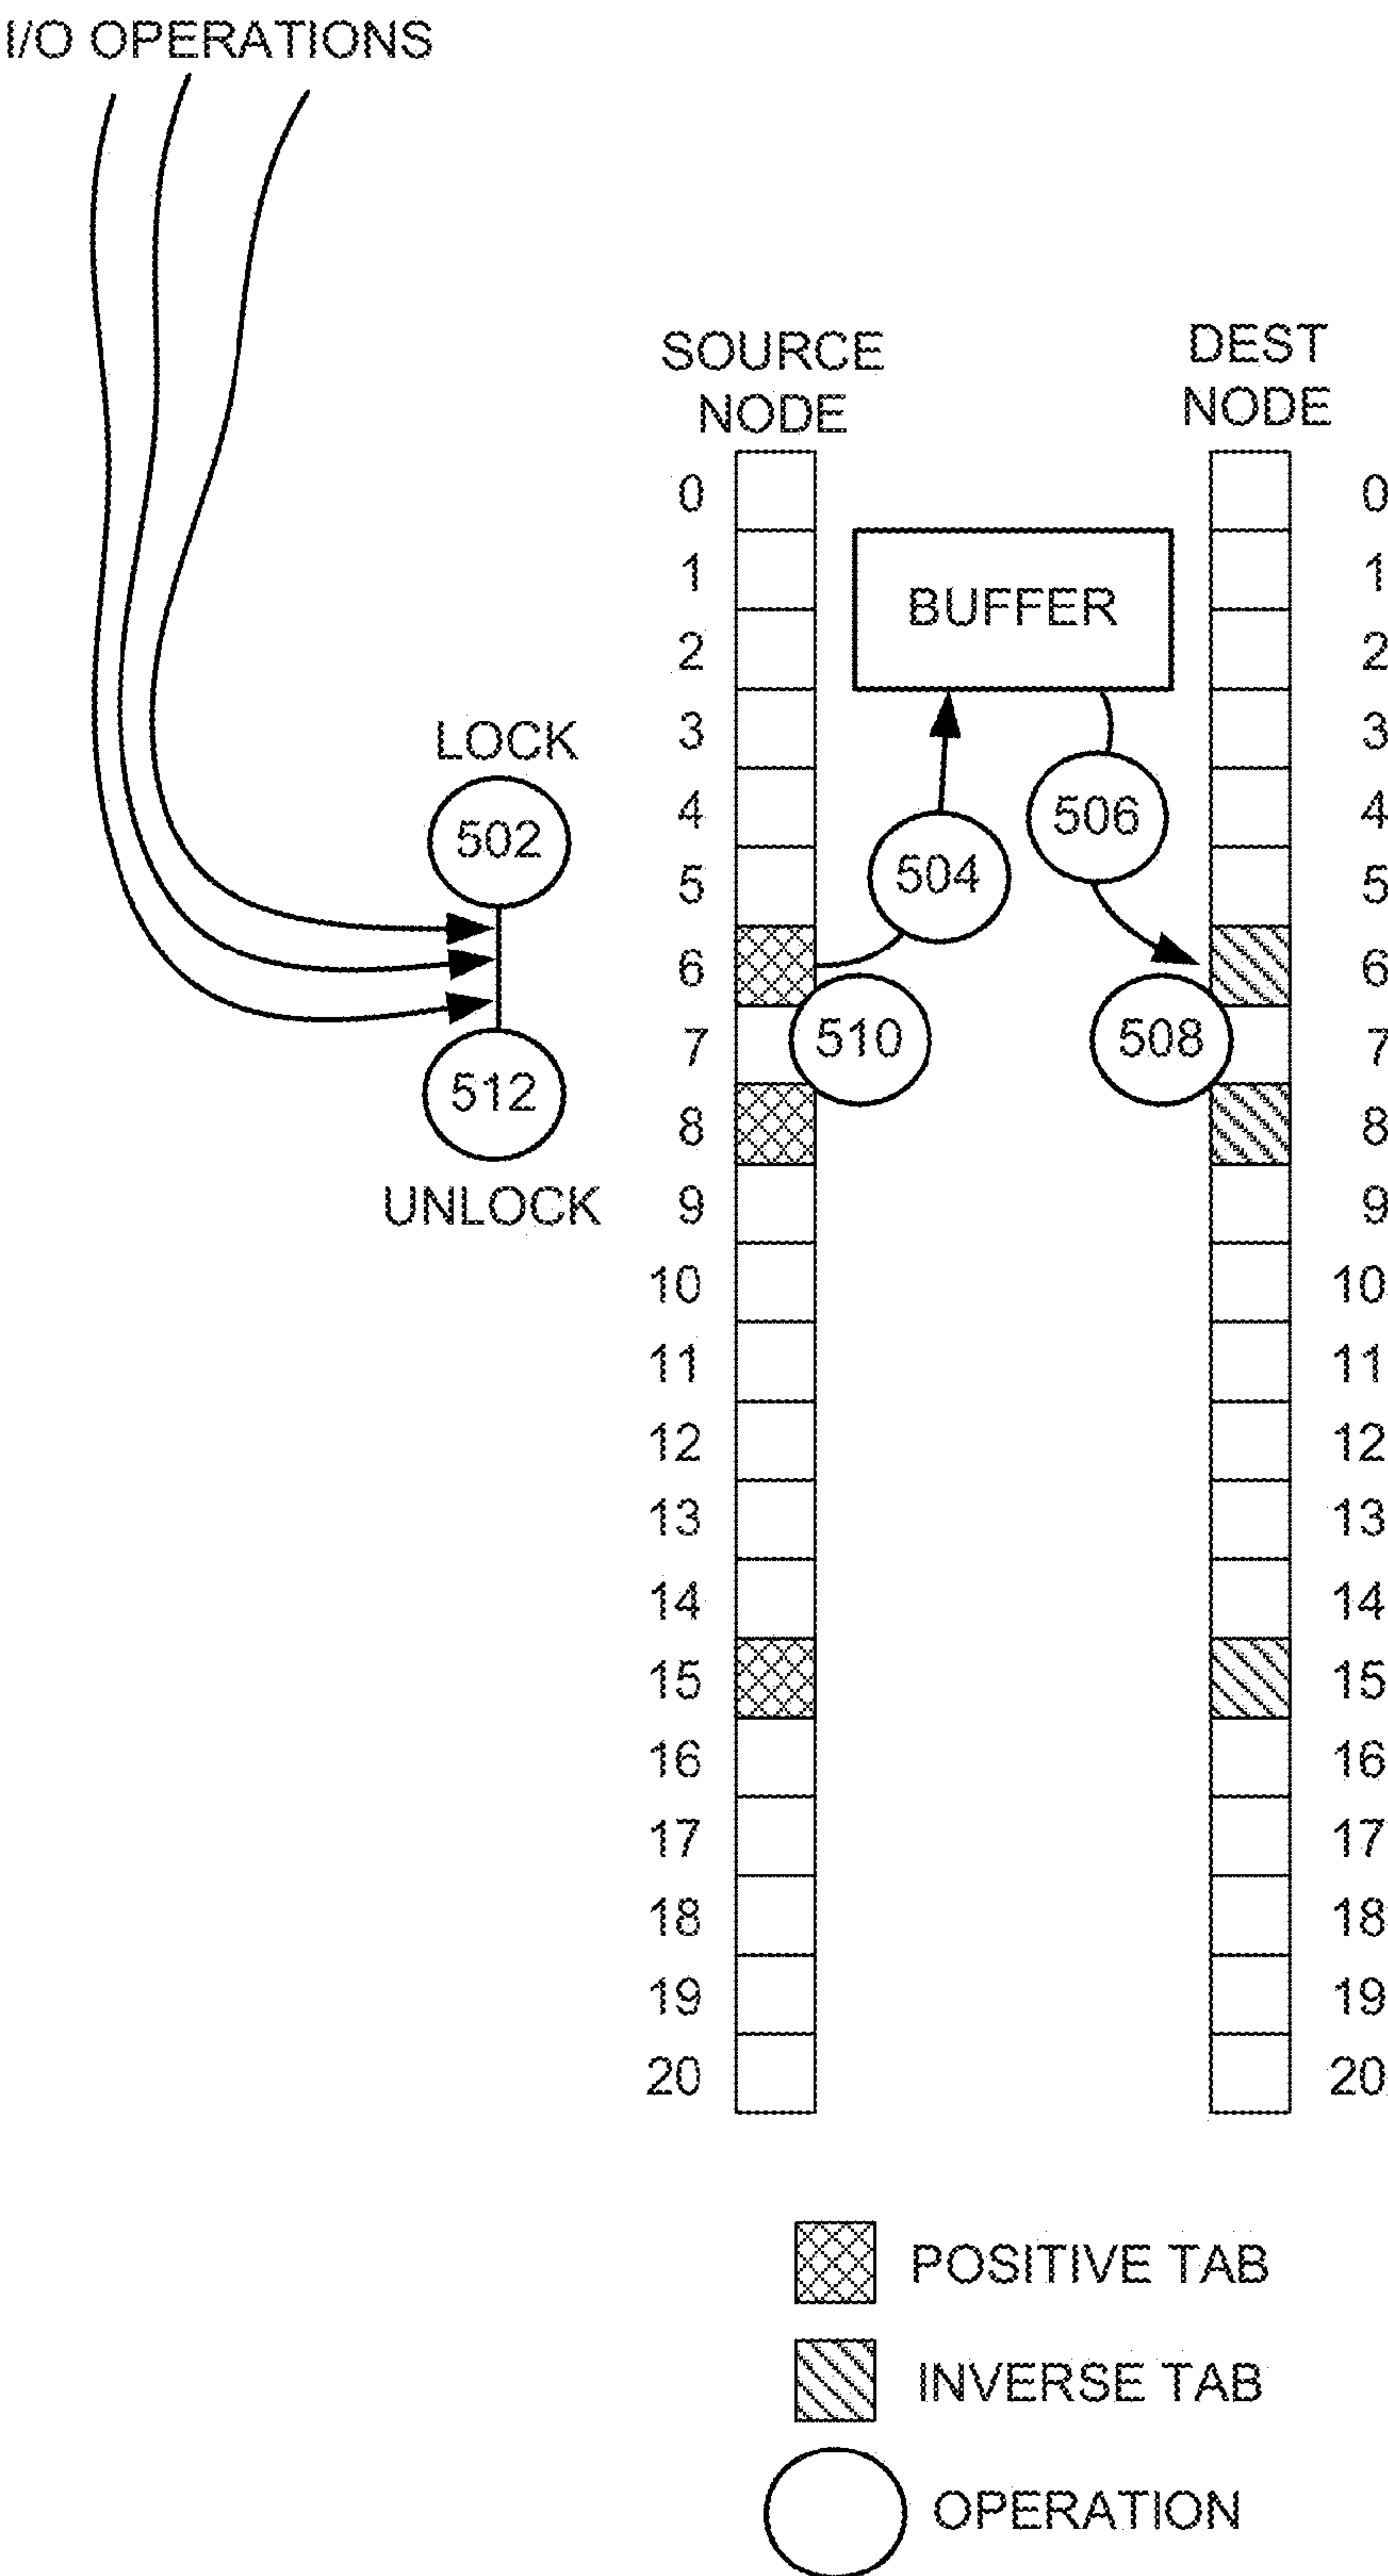 I/O OPERATIONS
SOURCE
NODE
DEST
NODE
0 0
1 1
BUFFER
2 2
3 3
LOCK
4 4
506
502
5 5
504
6 6
7 7
510
508
512
8 8
UNLOCK
9 9
10 10
11 11
12 12
13 13
14 14
15 15
16 16
17 17
18 18
19 19
20 20
POSITIVE TAB
INVERSE TAB
OPERATION